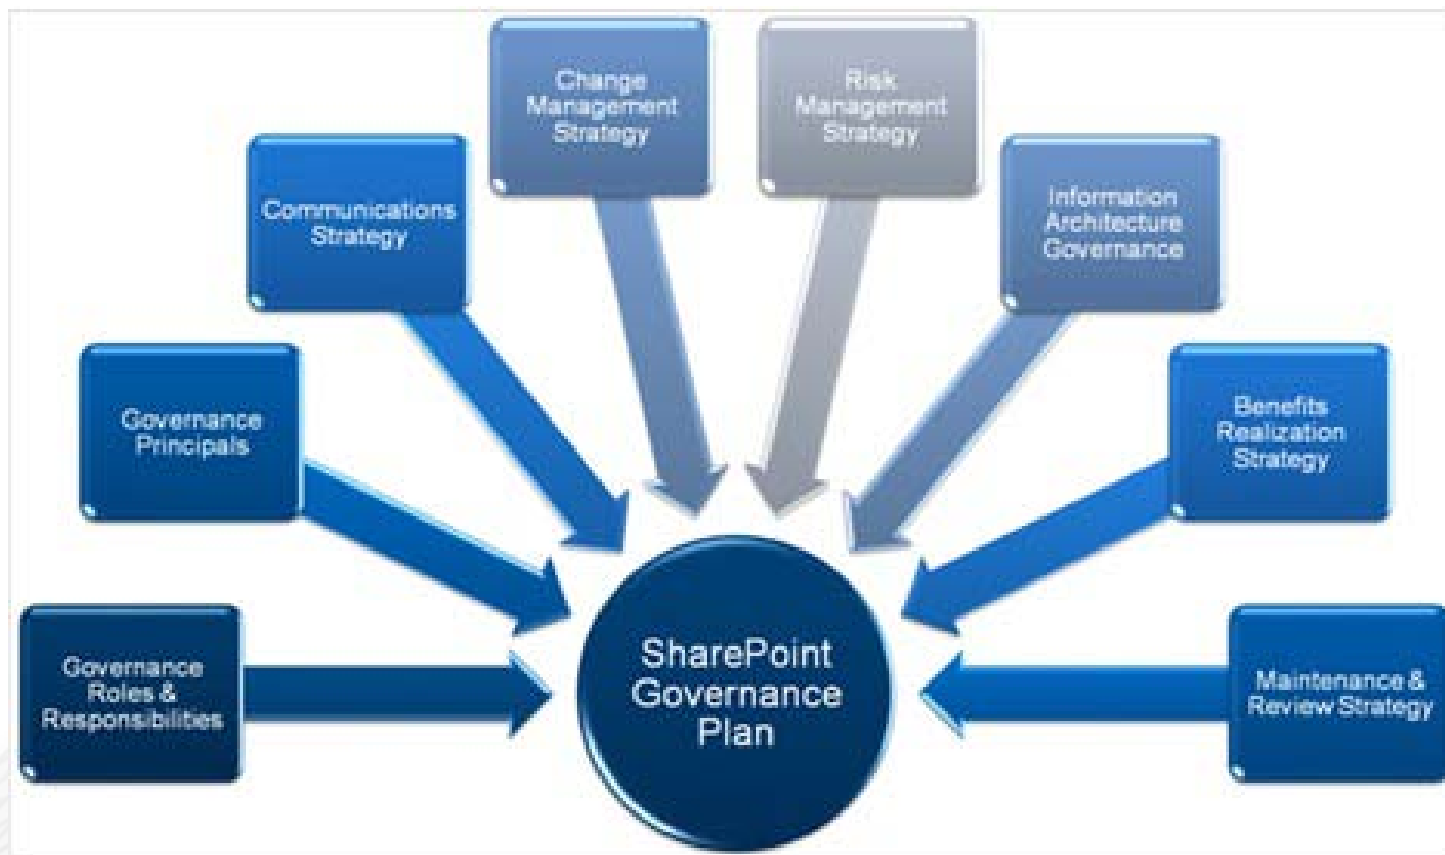 Change
Management
Strategy
Risk
Management
Strategy
Communications
Strategy
Information
Architecture
Governance
Governance
Principals
Benefits
Realization
Strategy
Governance
Roles &
Responsibilities
SharePoint
Governance
Plan
Maintenance &
Review Strategy